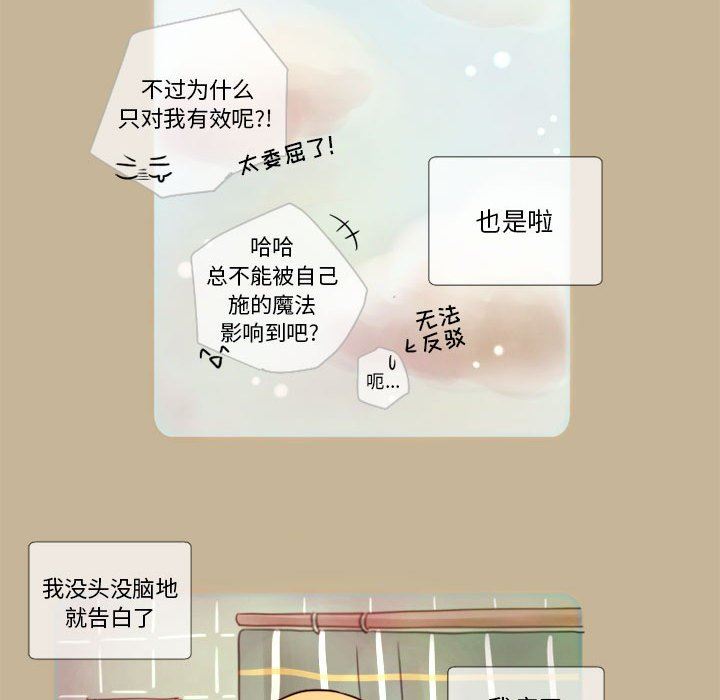 不过为什么
只对我有效呢?!
太委屈了!
也是啦
哈哈
总不能被自己
施的魔法
影响到吧?
无法
反驳
呃...
我没头没脑地
就告白了